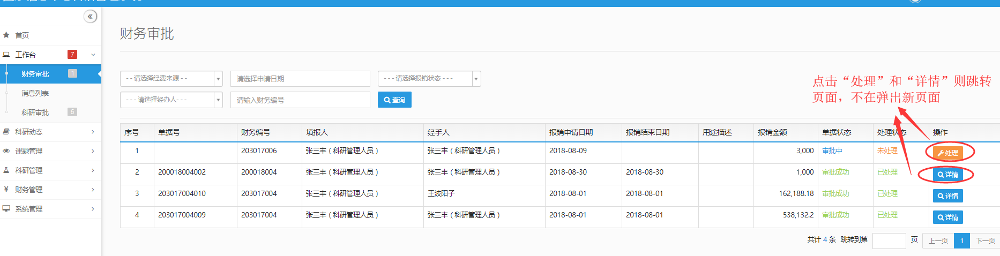 财务审批
首页
工作台 7
财务审批 1
消息列表
科研审批 6
科研动态
课题管理
科研管理
财务管理
系统管理
- - 请选择经费来源 - - 请选择申请日期 - - - 请选择报销状态 - - -
- - - 请选择经办人- - - 请输入财务编号 查询
点击“处理”和“详情”则跳转
页面，不在弹出新页面
序号 单据号 财务编号 填报人 经手人 报销申请日期 报销结束日期 用途描述 报销金额 单据状态 处理状态 操作
1 203017006 张三丰（科研管理人员） 张三丰（科研管理人员） 2018-08-09 3,000 审批中 未处理 处理
2 200018004002 200018004 张三丰（科研管理人员） 张三丰（科研管理人员） 2018-08-30 2018-08-30 1,000 审批成功 已处理 详情
3 203017004010 203017004 张三丰（科研管理人员） 王波阳子 2018-08-01 2018-08-01 162,188.18 审批成功 已处理 详情
4 203017004009 203017004 张三丰（科研管理人员） 张三丰（科研管理人员） 2018-08-01 2018-08-01 538,132.2 审批成功 已处理 详情
共计 4 条 跳转到第 页 上一页 1 下一页